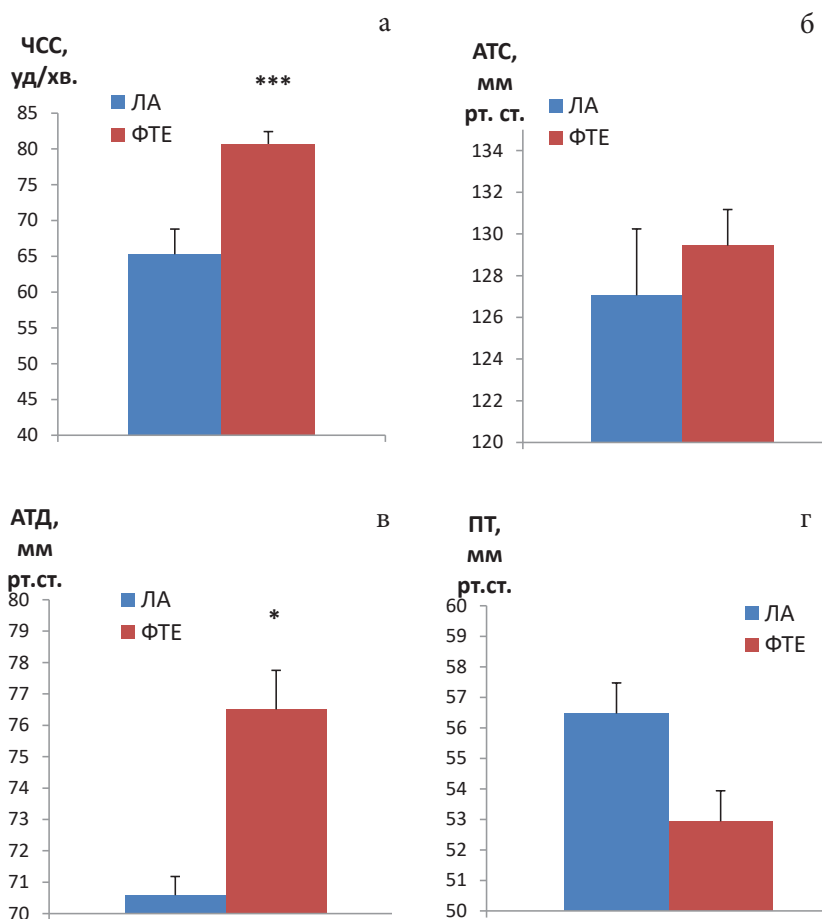 а
ЧСС,
уд/хв.
***
ЛА
ФТЕ
85
80
75
70
65
60
55
50
45
40
б
АТС,
мм
рт. ст.
ЛА
ФТЕ
134
132
130
128
126
124
122
120
в
АТД,
мм
рт.ст.
ЛА
ФТЕ
*
80
79
78
77
76
75
74
73
72
71
70
г
ПТ,
мм
рт.ст.
ЛА
ФТЕ
60
59
58
57
56
55
54
53
52
51
50